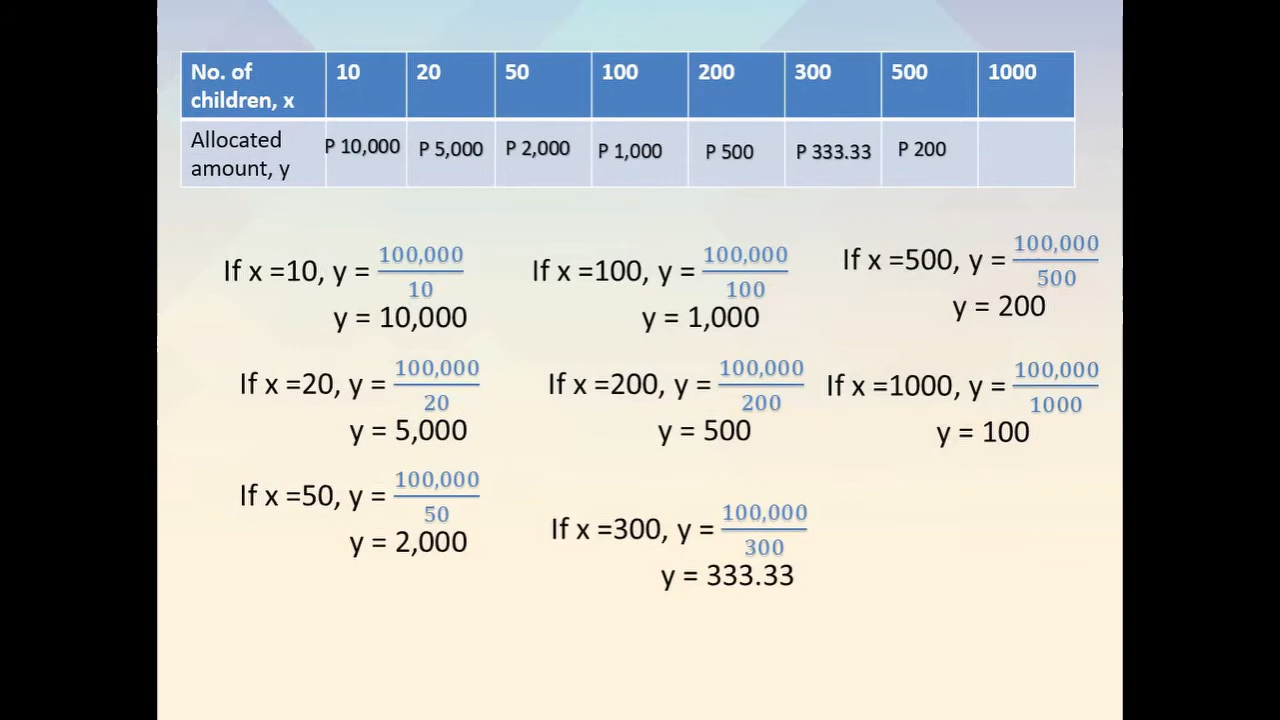 No. of children, x 10 20 50 100 200 300 500 1000
Allocated amount, y P 10,000 P 5,000 P 2,000 P 1,000 P 500 P 333.33 P 200
If x =10, y = 100,000/10
y = 10,000
If x =20, y = 100,000/20
y = 5,000
If x =50, y = 100,000/50
y = 2,000
If x =100, y = 100,000/100
y = 1,000
If x =200, y = 100,000/200
y = 500
If x =300, y = 100,000/300
y = 333.33
If x =500, y = 100,000/500
y = 200
If x =1000, y = 100,000/1000
y = 100